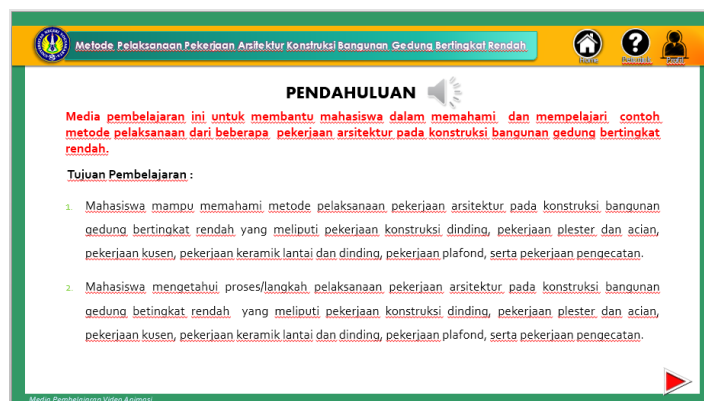 Metode Pelaksanaan Pekerjaan Arsitektur Konstruksi Bangunan Gedung Bertingkat Rendah
PENDAHULUAN
Media pembelajaran ini untuk membantu mahasiswa dalam memahami dan mempelajari contoh
metode pelaksanaan dari beberapa pekerjaan arsitektur pada konstruksi bangunan gedung bertingkat
rendah.
Tujuan Pembelajaran :
1. Mahasiswa mampu memahami metode pelaksanaan pekerjaan arsitektur pada konstruksi bangunan
gedung bertingkat rendah yang meliputi pekerjaan konstruksi dinding, pekerjaan plester dan acian,
pekerjaan kusen, pekerjaan keramik lantai dan dinding, pekerjaan plafond, serta pekerjaan pengecatan.
2. Mahasiswa mengetahui proses/langkah pelaksanaan pekerjaan arsitektur pada konstruksi bangunan
gedung betingkat rendah yang meliputi pekerjaan konstruksi dinding, pekerjaan plester dan acian,
pekerjaan kusen, pekerjaan keramik lantai dan dinding, pekerjaan plafond, serta pekerjaan pengecatan.
Media Pembelajaran Video Animasi